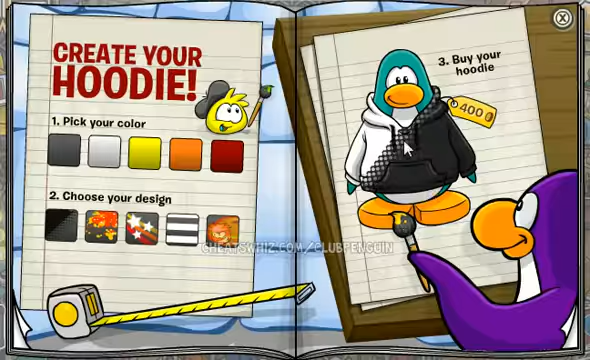 CREATE YOUR
HOODIE!
1. Pick your color
2. Choose your design
3. Buy your
hoodie
400
CHEATSWHIZ.COM/CLUBPENGUIN
X